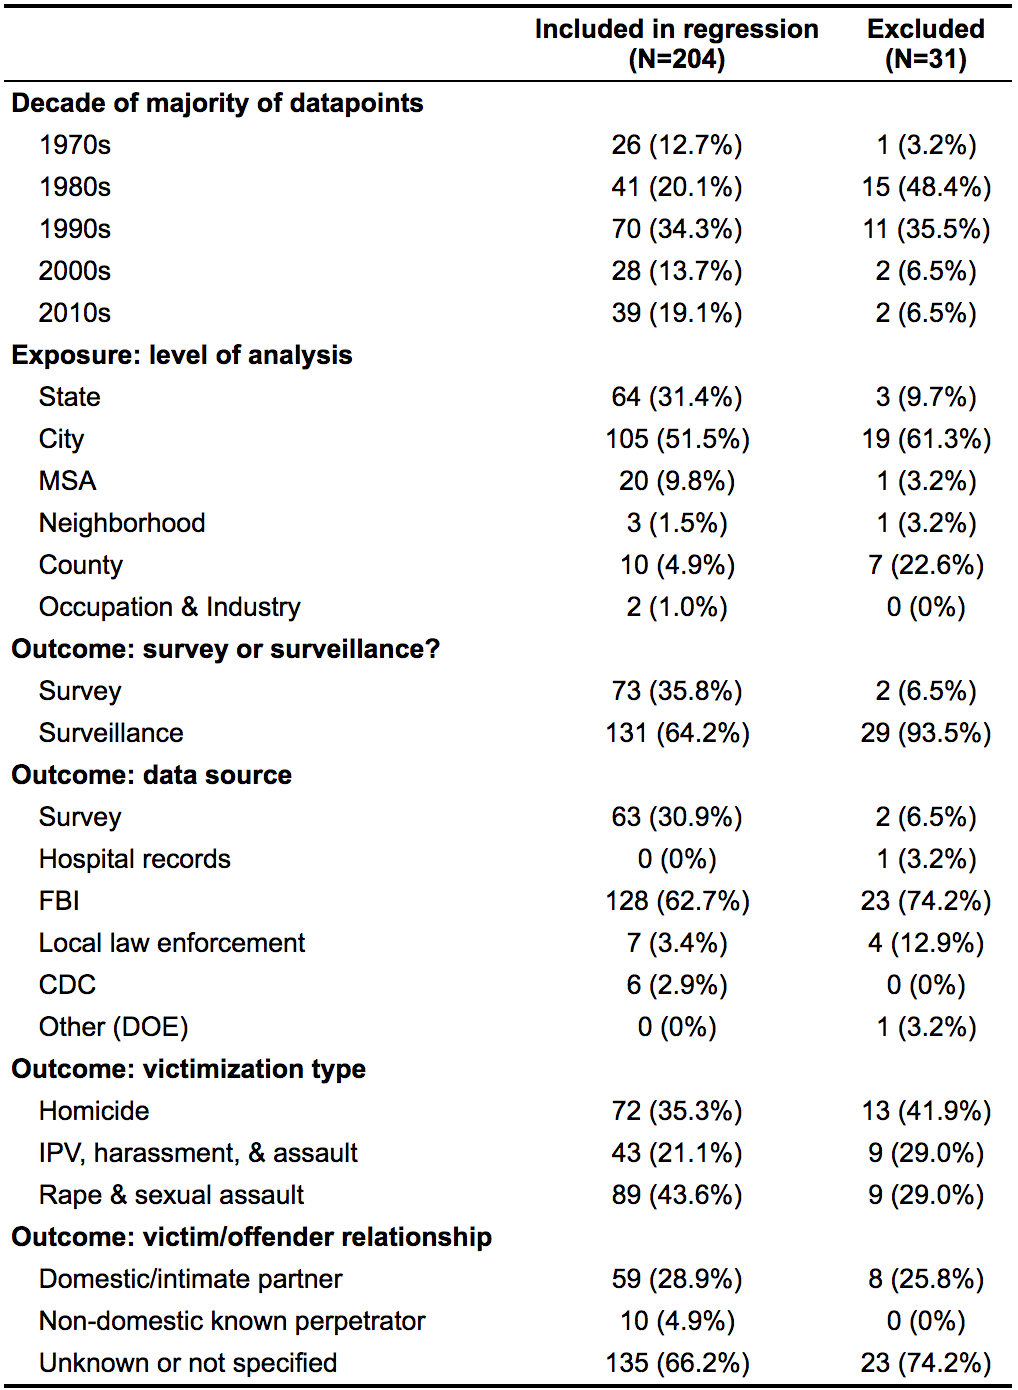 Included in regression Excluded
(N=204) (N=31)
Decade of majority of datapoints
1970s 26 (12.7%) 1 (3.2%)
1980s 41 (20.1%) 15 (48.4%)
1990s 70 (34.3%) 11 (35.5%)
2000s 28 (13.7%) 2 (6.5%)
2010s 39 (19.1%) 2 (6.5%)
Exposure: level of analysis
State 64 (31.4%) 3 (9.7%)
City 105 (51.5%) 19 (61.3%)
MSA 20 (9.8%) 1 (3.2%)
Neighborhood 3 (1.5%) 1 (3.2%)
County 10 (4.9%) 7 (22.6%)
Occupation & Industry 2 (1.0%) 0 (0%)
Outcome: survey or surveillance?
Survey 73 (35.8%) 2 (6.5%)
Surveillance 131 (64.2%) 29 (93.5%)
Outcome: data source
Survey 63 (30.9%) 2 (6.5%)
Hospital records 0 (0%) 1 (3.2%)
FBI 128 (62.7%) 23 (74.2%)
Local law enforcement 7 (3.4%) 4 (12.9%)
CDC 6 (2.9%) 0 (0%)
Other (DOE) 0 (0%) 1 (3.2%)
Outcome: victimization type
Homicide 72 (35.3%) 13 (41.9%)
IPV, harassment, & assault 43 (21.1%) 9 (29.0%)
Rape & sexual assault 89 (43.6%) 9 (29.0%)
Outcome: victim/offender relationship
Domestic/intimate partner 59 (28.9%) 8 (25.8%)
Non-domestic known perpetrator 10 (4.9%) 0 (0%)
Unknown or not specified 135 (66.2%) 23 (74.2%)